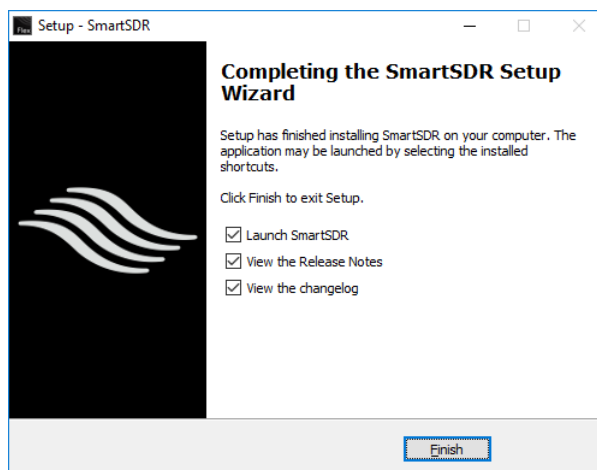 Flex
Setup - SmartSDR
Completing the SmartSDR Setup
Wizard
Setup has finished installing SmartSDR on your computer. The
application may be launched by selecting the installed
shortcuts.
Click Finish to exit Setup.
Launch SmartSDR
View the Release Notes
View the changelog
Finish